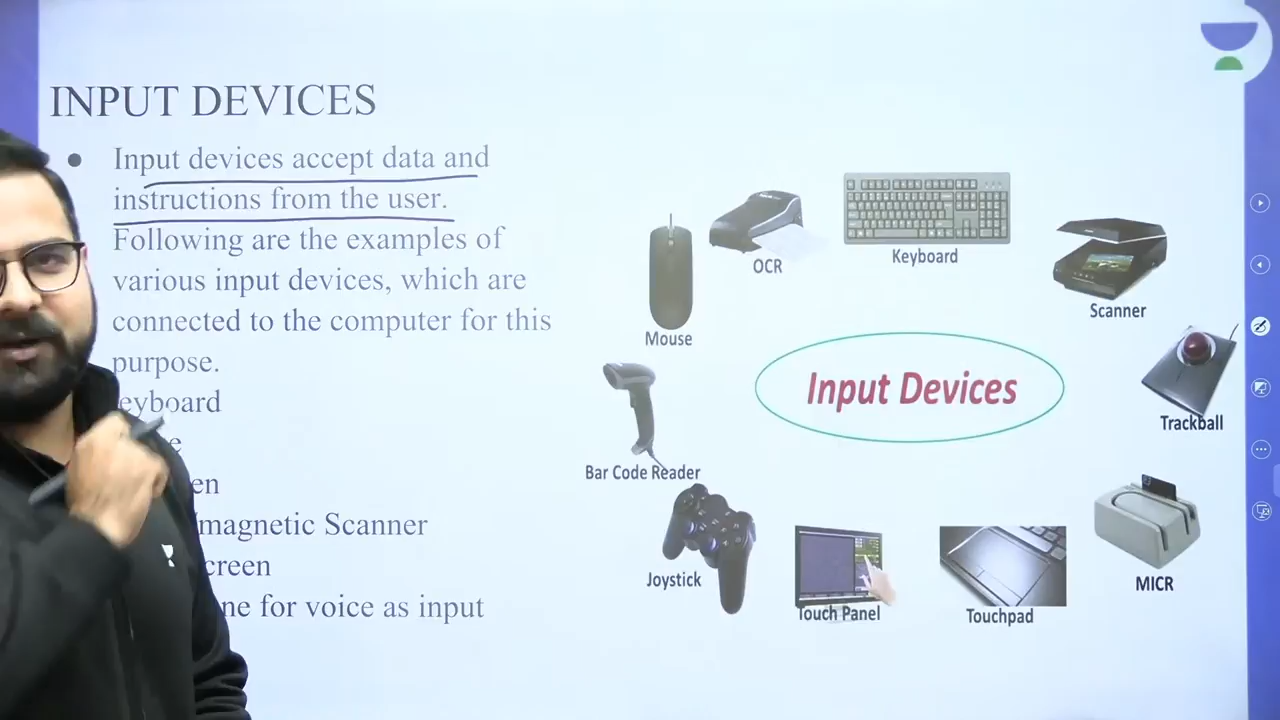 INPUT DEVICES
Input devices accept data and
instructions from the user.
Following are the examples of
various input devices, which are
connected to the computer for this
purpose.
eyboard
e
en
/magnetic Scanner
creen
ne for voice as input
OCR
Keyboard
Mouse
Scanner
Input Devices
Trackball
Bar Code Reader
Joystick
Touch Panel
Touchpad
MICR